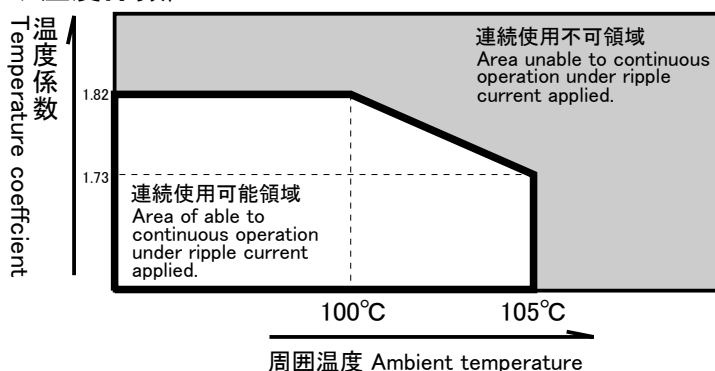 温度係数
Temperature coeffcient
連続使用不可領域
Area unable to continuous
operation under ripple
current applied.
1.82
1.73
連続使用可能領域
Area of able to
continuous operation
under ripple current
applied.
100℃
105℃
周囲温度 Ambient temperature